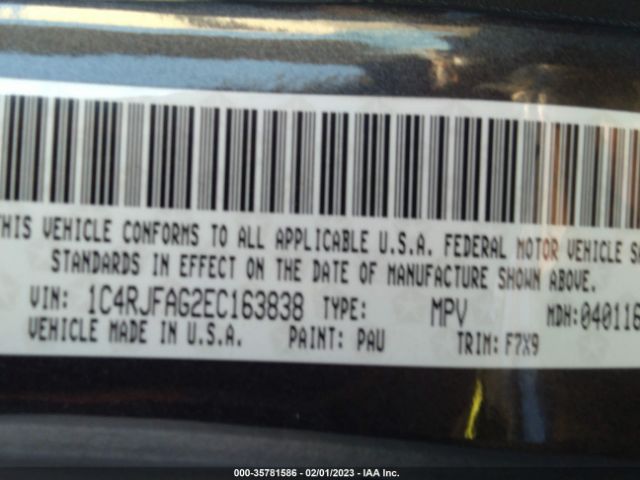 THIS VEHICLE CONFORMS TO ALL APPLICABLE U.S.A. FEDERAL MOTOR VEHICLE SA
STANDARDS IN EFFECT ON THE DATE OF MANUFACTURE SHOWN ABOVE.
VIN: 1C4RJFAG2EC163838 TYPE: MPV MDH:040116
VEHICLE MADE IN U.S.A. PAINT: PAU TRIM: F7X9
000-35781586 - 02/01/2023 - IAA Inc.